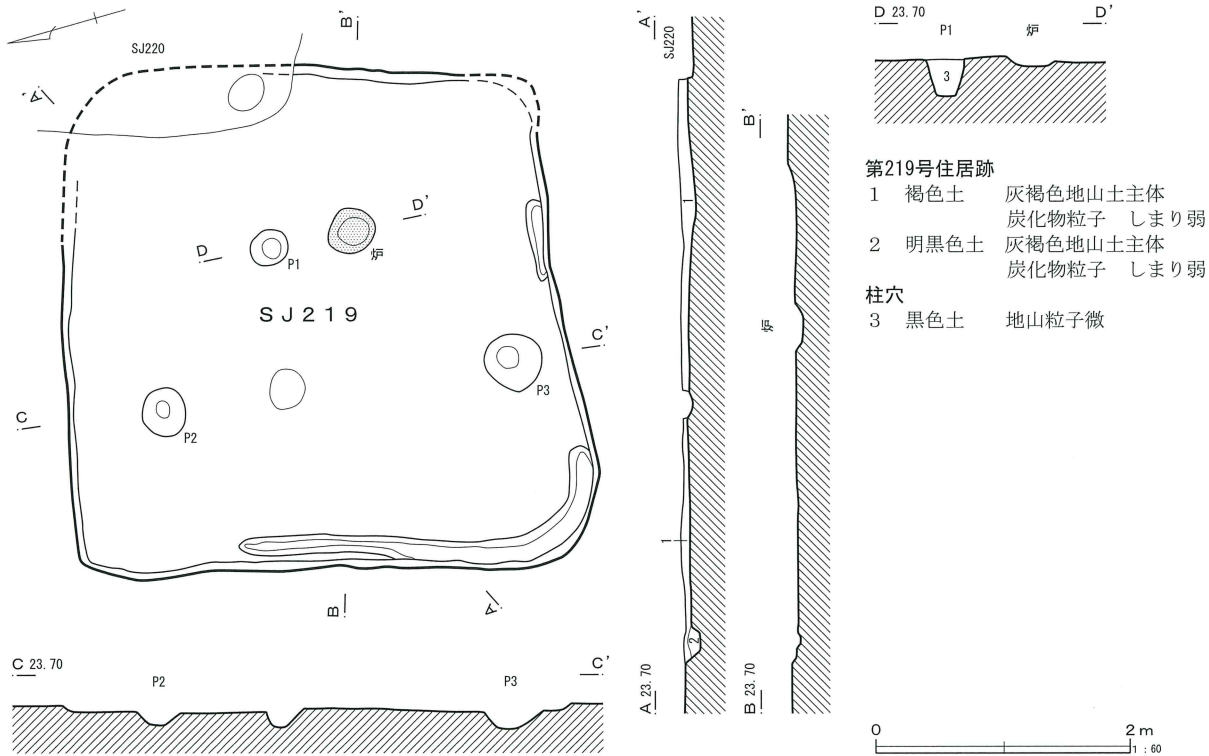 SJ220
B'
A'
D
D'
P1
炉
SJ219
C
C'
P2
P3
B
A
C 23.70
C'
P2
P3
A'
SJ220
1
1
2
A 23.70
B'
炉
B 23.70
D 23.70
D'
P1
炉
3
第219号住居跡
1 褐色土 灰褐色地山土主体
炭化物粒子 しまり弱
2 明黒色土 灰褐色地山土主体
炭化物粒子 しまり弱
柱穴
3 黒色土 地山粒子微
0 2m
1:60